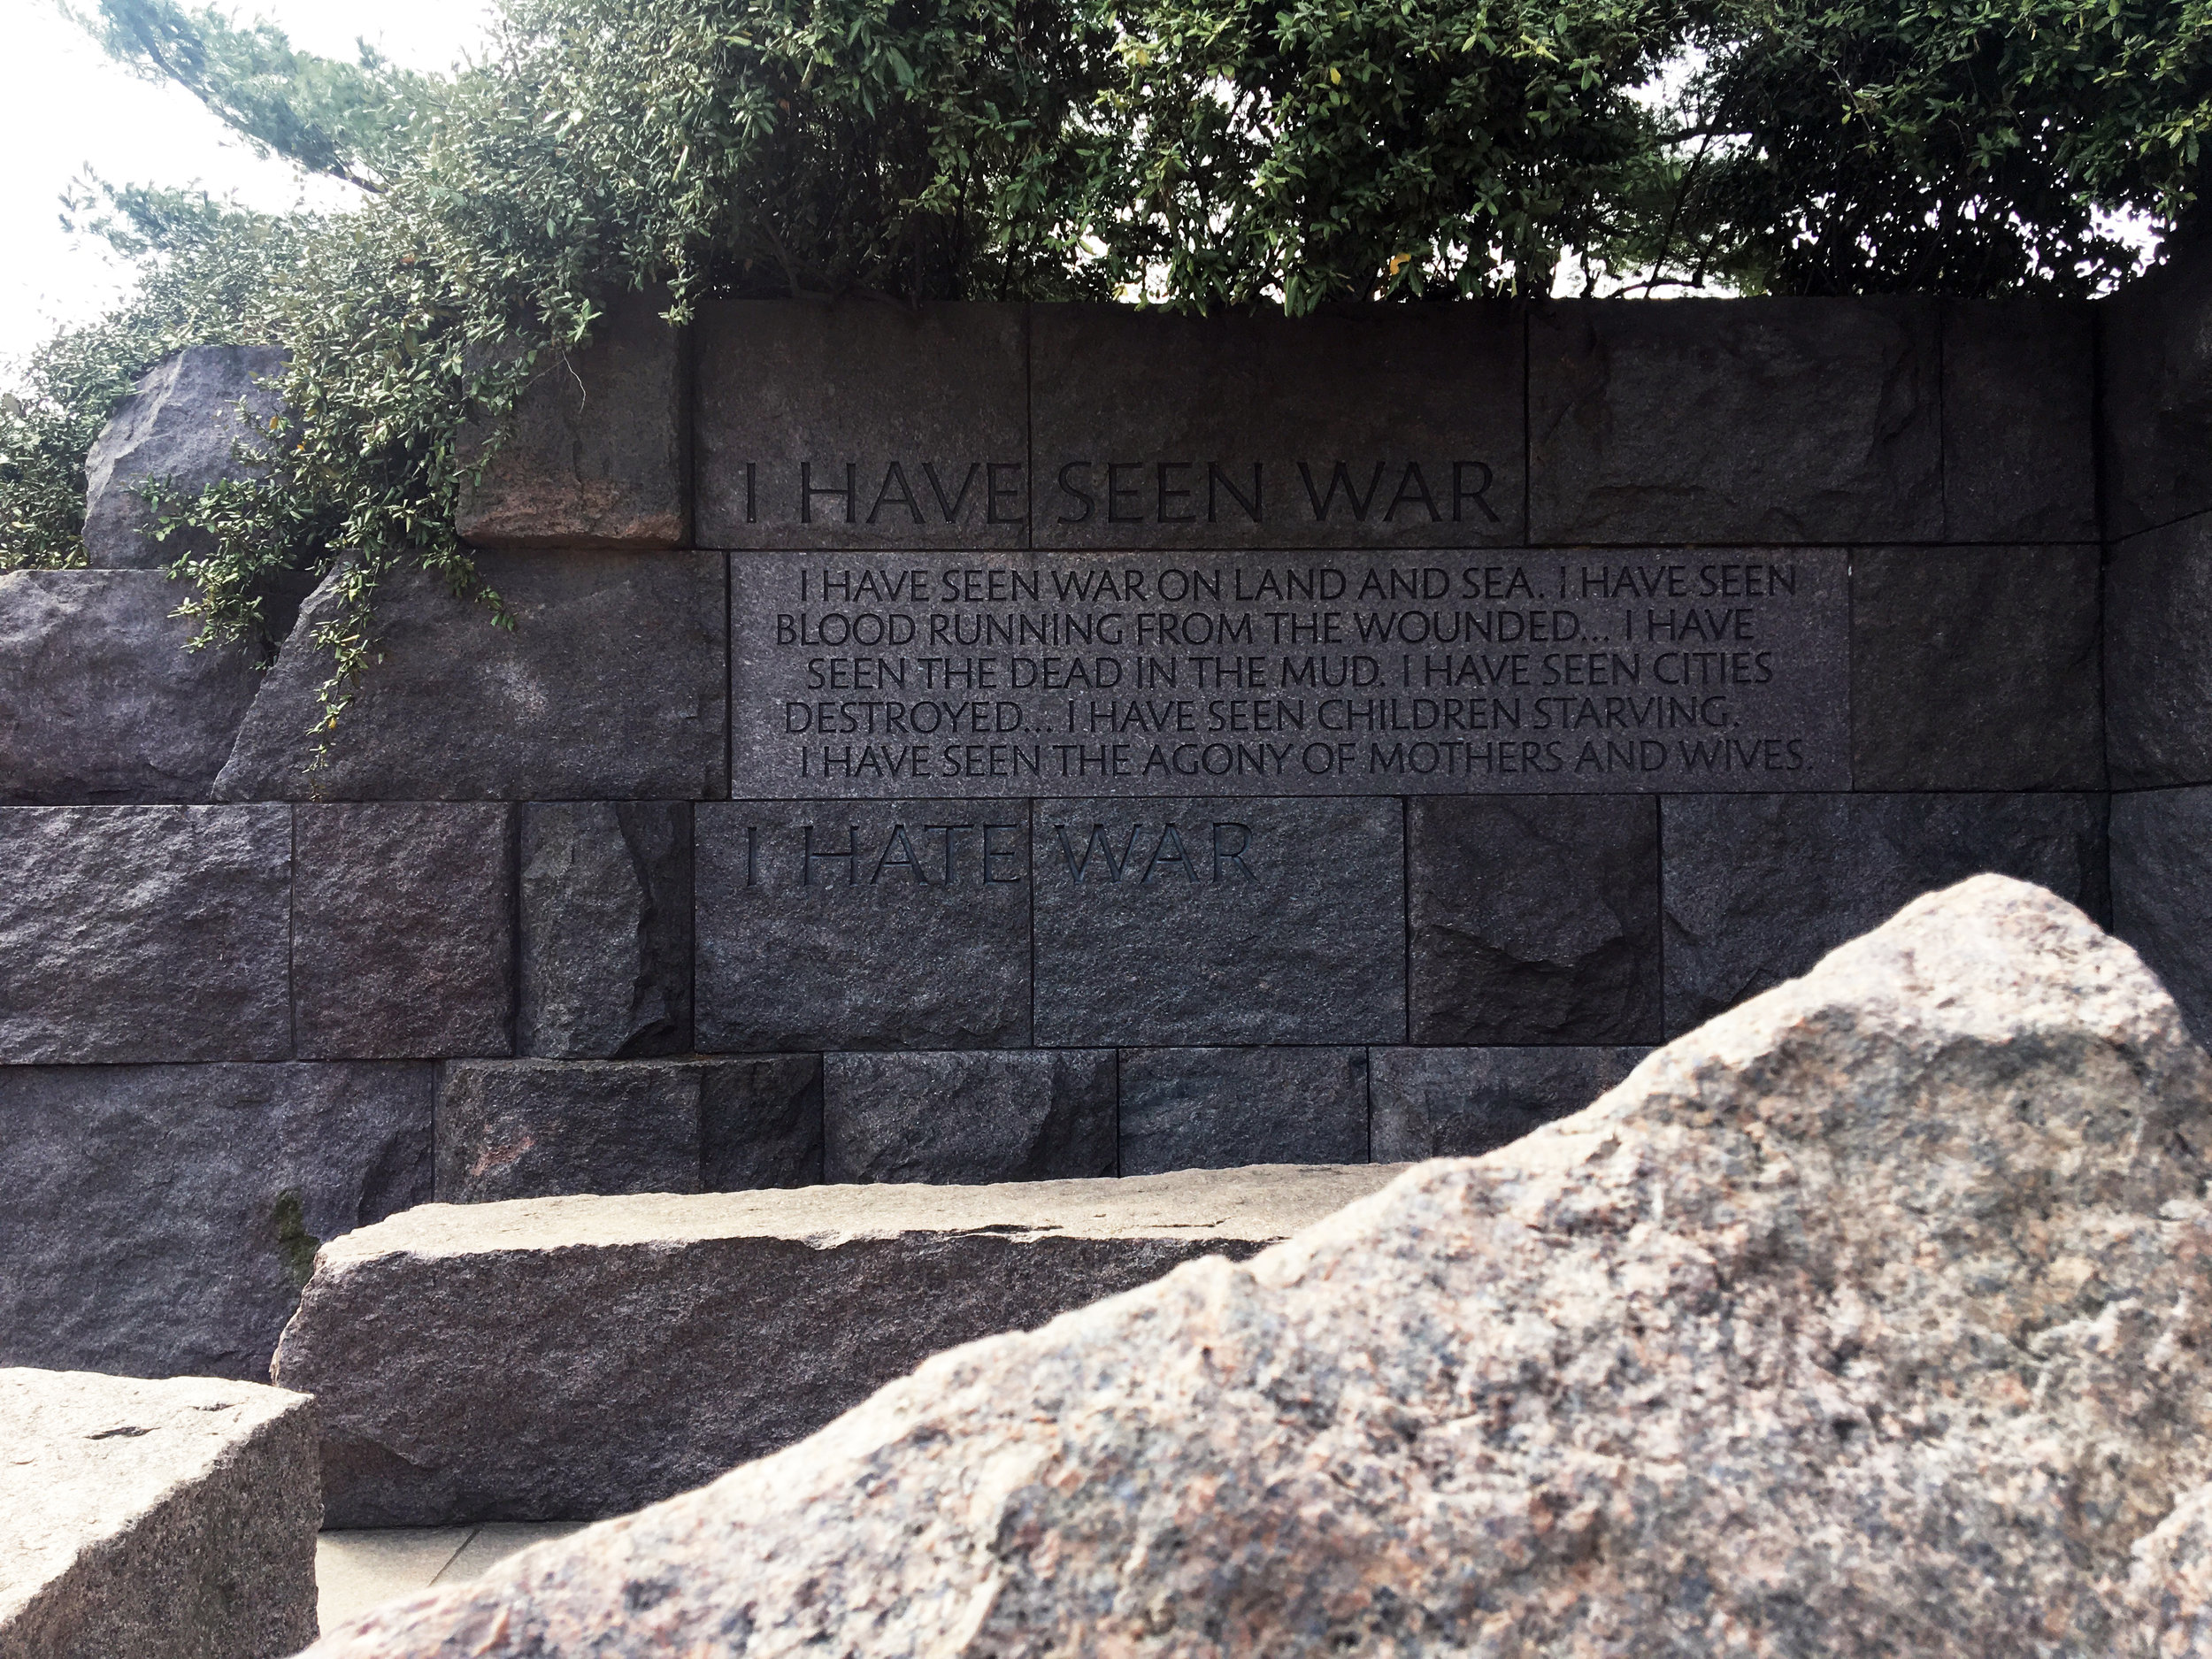 I HAVE SEEN WAR
I HAVE SEEN WAR ON LAND AND SEA. I HAVE SEEN
BLOOD RUNNING FROM THE WOUNDED... I HAVE
SEEN THE DEAD IN THE MUD. I HAVE SEEN CITIES
DESTROYED... I HAVE SEEN CHILDREN STARVING.
I HAVE SEEN THE AGONY OF MOTHERS AND WIVES.
I HATE WAR